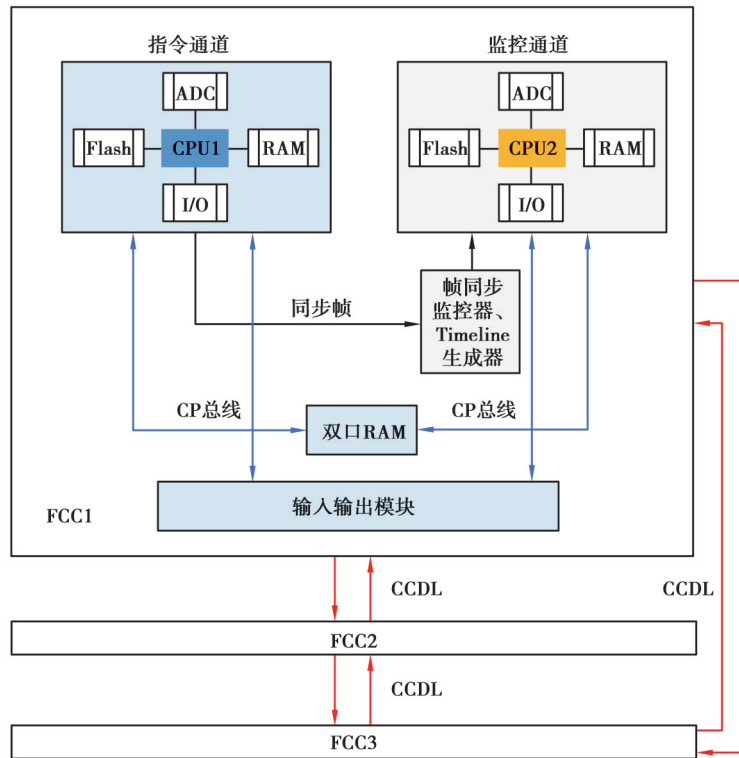 指令通道
监控通道
ADC
ADC
Flash
CPU1
RAM
Flash
CPU2
RAM
I/O
I/O
同步帧
帧同步
监控器、
Timeline
生成器
CP总线
双口RAM
CP总线
输入输出模块
FCC1
CCDL
CCDL
FCC2
CCDL
FCC3